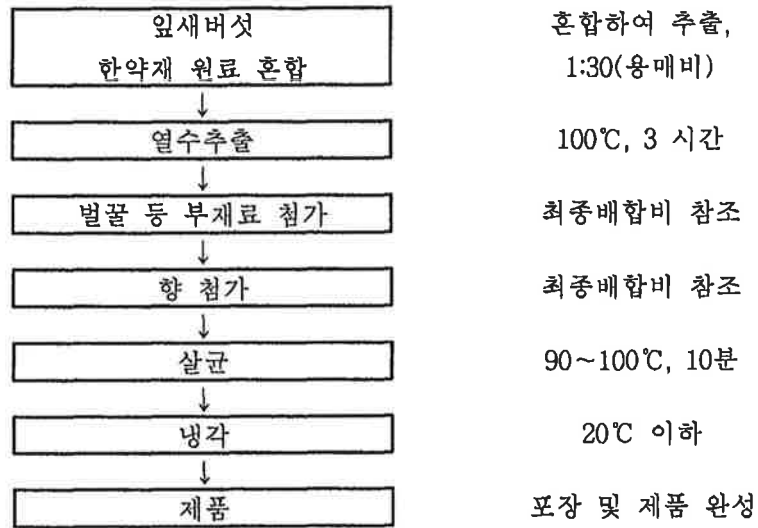 잎새버섯
한약재 원료 혼합
혼합하여 추출,
1:30(용매비)
↓
열수추출
100℃, 3 시간
↓
벌꿀 등 부재료 첨가
최종배합비 참조
↓
향 첨가
최종배합비 참조
↓
살균
90~100℃, 10분
↓
냉각
20℃ 이하
↓
제품
포장 및 제품 완성